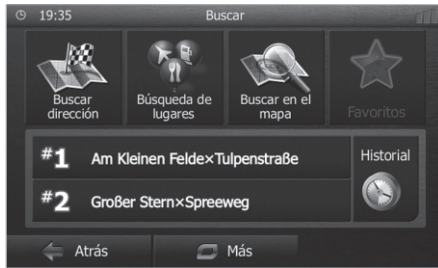 19:35 Buscar
Buscar dirección
Búsqueda de lugares
Buscar en el mapa
Favoritos
#1 Am Kleinen Felde×Tulpenstraße
Historial
#2 Großer Stern×Spreeweg
Atrás
Más